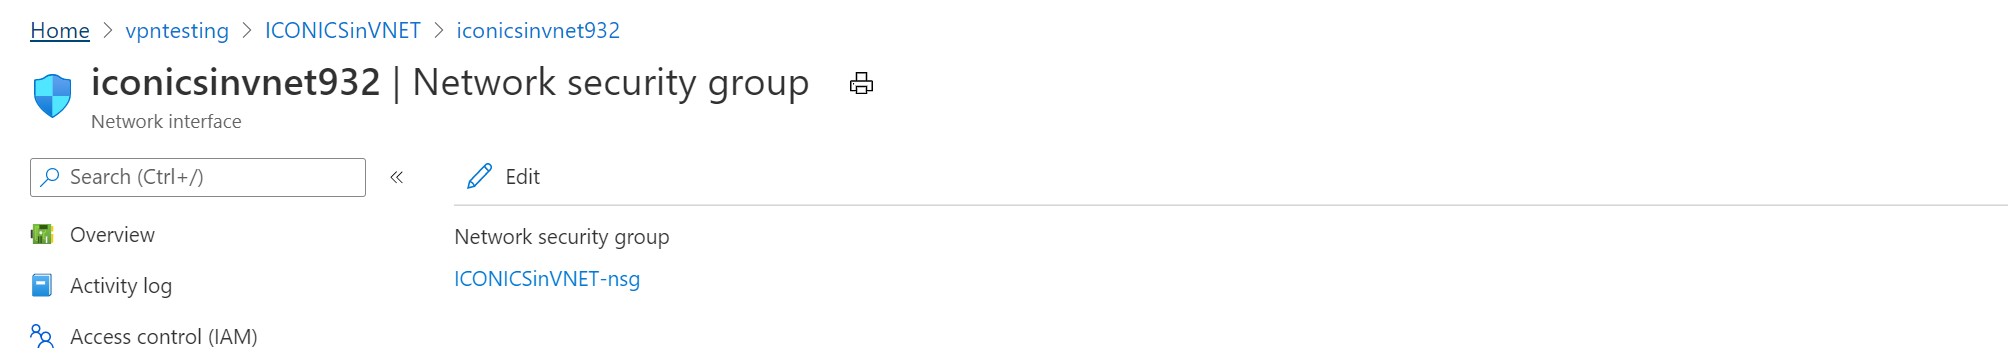 Home > vpntesting > ICONICSinVNET > iconicsinvnet932
iconicsinvnet932 | Network security group
Network interface
Search (Ctrl+/)
«
Edit
Overview
Network security group
Activity log
ICONICSinVNET-nsg
Access control (IAM)